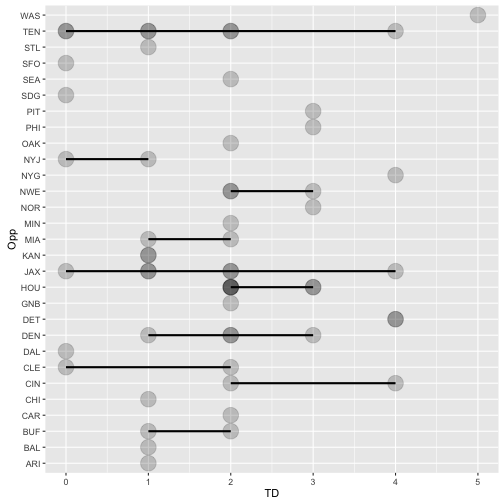 WAS
TEN
STL
SFO
SEA
SDG
PIT
PHI
OAK
NYJ
NYG
NWE
NOR
MIN
MIA
KAN
JAX
HOU
GNB
DET
DEN
DAL
CLE
CIN
CHI
CAR
BUF
BAL
ARI
Opp
0 1 2 3 4 5
TD